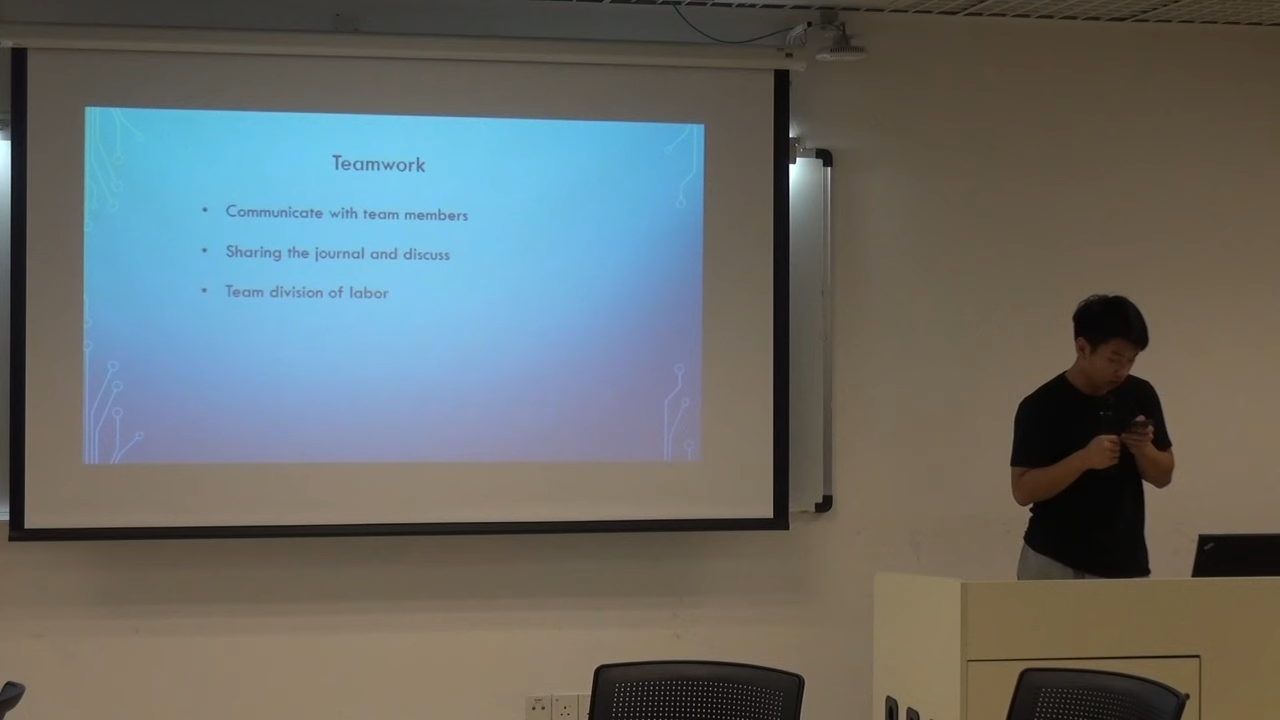 Teamwork
• Communicate with team members
• Sharing the journal and discuss
• Team division of labor